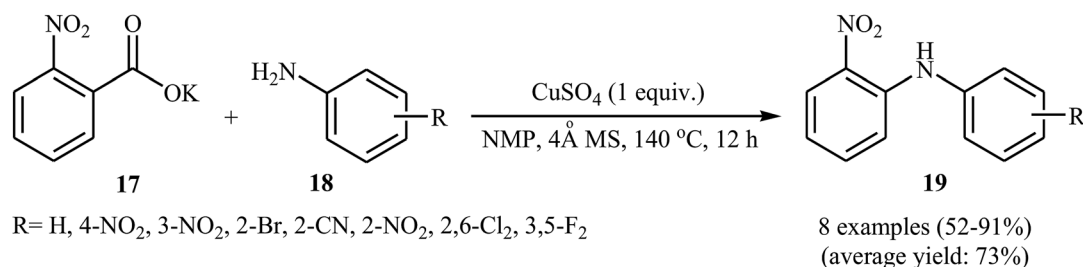 NO₂
O
OK
+
H₂N
R
CuSO₄ (1 equiv.)
NMP, 4Å MS, 140 °C, 12 h
NO₂
H
N
R
17
18
19
R= H, 4-NO₂, 3-NO₂, 2-Br, 2-CN, 2-NO₂, 2,6-Cl₂, 3,5-F₂
8 examples (52-91%)
(average yield: 73%)